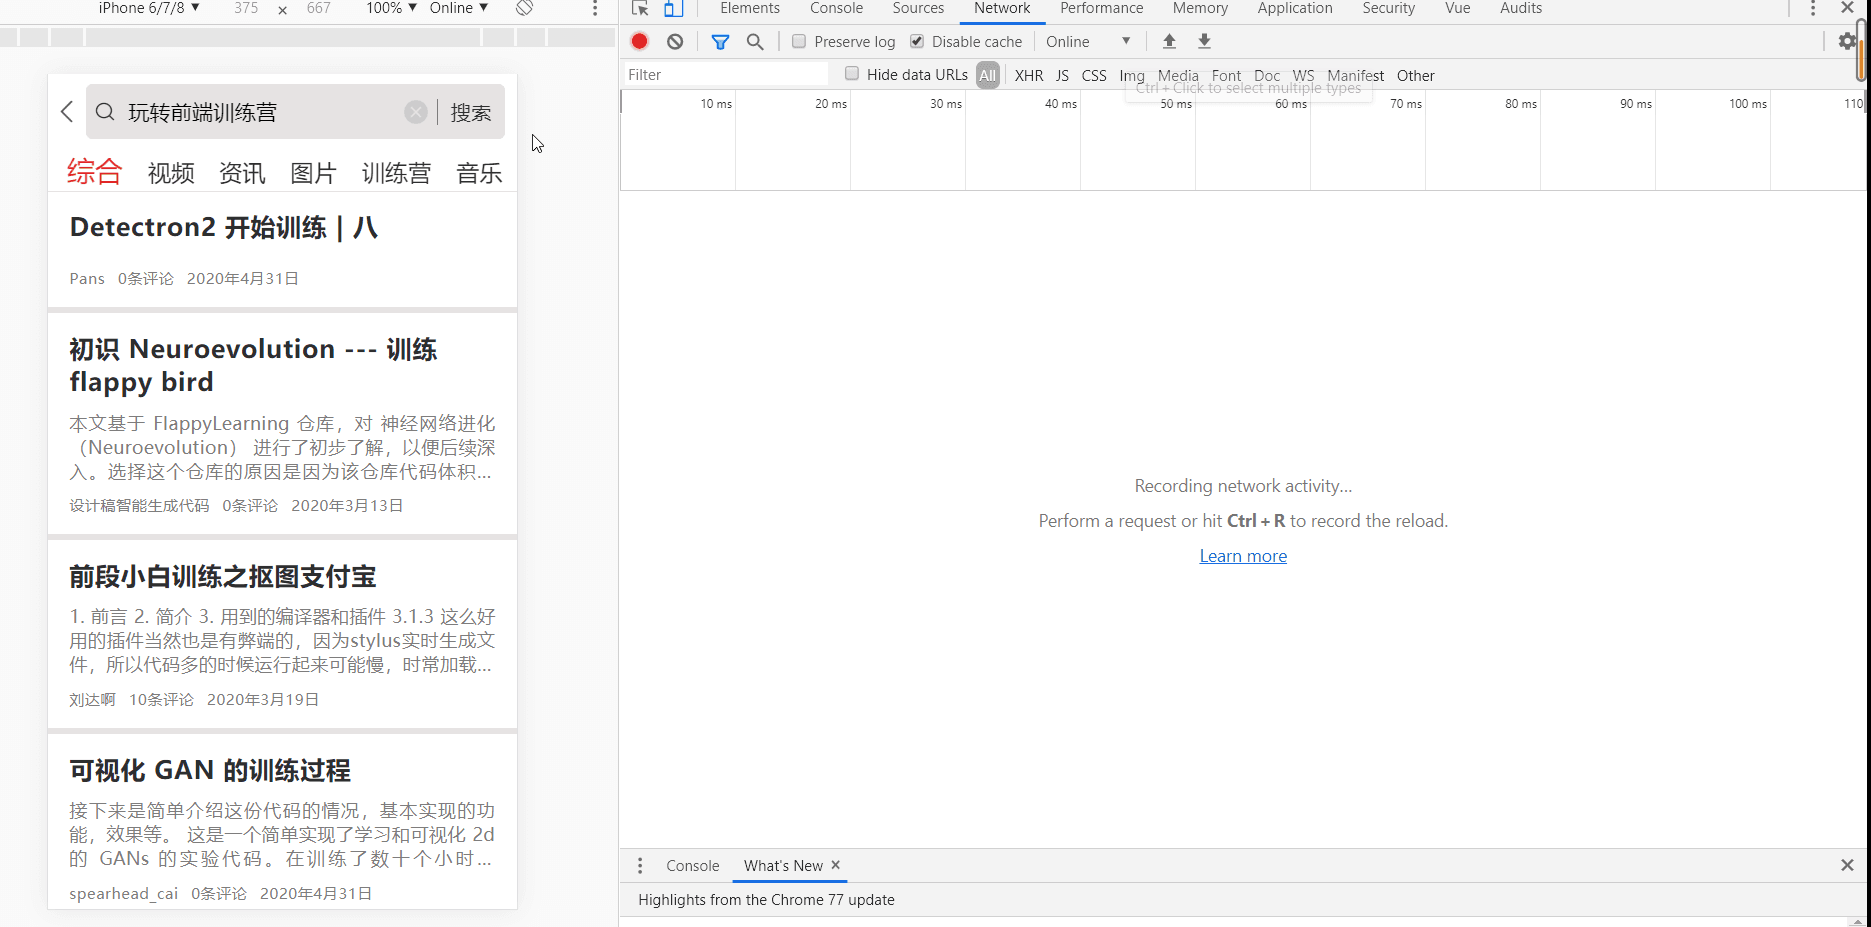 iPhone 6/7/8 ▼ 375 × 667 100% ▼ Online ▼
玩转前端训练营 搜索
综合 视频 资讯 图片 训练营 音乐
Detectron2 开始训练 | 八
Pans 0条评论 2020年4月31日
初识 Neuroevolution --- 训练
flappy bird
本文基于 FlappyLearning 仓库，对 神经网络进化
（Neuroevolution） 进行了初步了解，以便后续深
入。选择这个仓库的原因是因为该仓库代码体积...
设计稿智能生成代码 0条评论 2020年3月13日
前段小白训练之抠图支付宝
1. 前言 2. 简介 3. 用到的编译器和插件 3.1.3 这么好
用的插件当然也是有弊端的，因为stylus实时生成文
件，所以代码多的时候运行起来可能慢，时常加载...
刘达啊 10条评论 2020年3月19日
可视化 GAN 的训练过程
接下来是简单介绍这份代码的情况，基本实现的功
能，效果等。 这是一个简单实现了学习和可视化 2d
的 GANs 的实验代码。在训练了数十个小时...
spearhead_cai 0条评论 2020年4月31日
Elements Console Sources Network Performance Memory Application Security Vue Audits
Preserve log Disable cache Online ▼
Filter Hide data URLs All XHR JS CSS Img Media Font Doc WS Manifest Other
Ctrl + Click to select multiple types
10 ms 20 ms 30 ms 40 ms 50 ms 60 ms 70 ms 80 ms 90 ms 100 ms 110
Recording network activity...
Perform a request or hit Ctrl + R to record the reload.
Learn more
Console What's New ×
Highlights from the Chrome 77 update